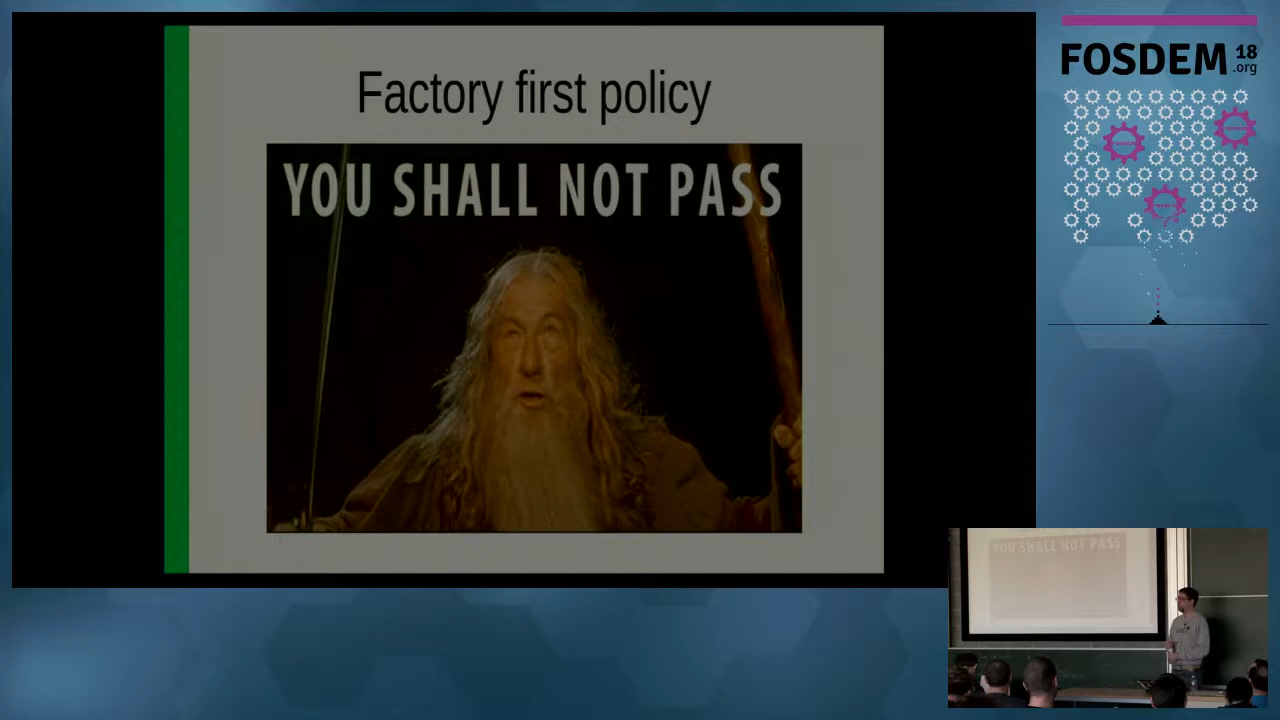 Factory first policy
YOU SHALL NOT PASS
FOSDEM 18
.org
YOU SHALL NOT PASS